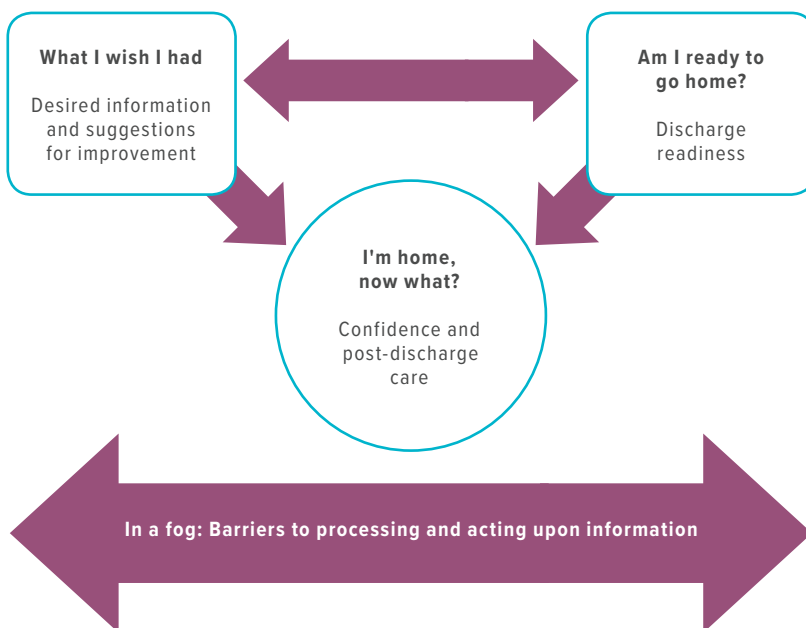 What I wish I had
Desired information
and suggestions
for improvement
Am I ready to
go home?
Discharge
readiness
I'm home,
now what?
Confidence and
post-discharge
care
In a fog: Barriers to processing and acting upon information